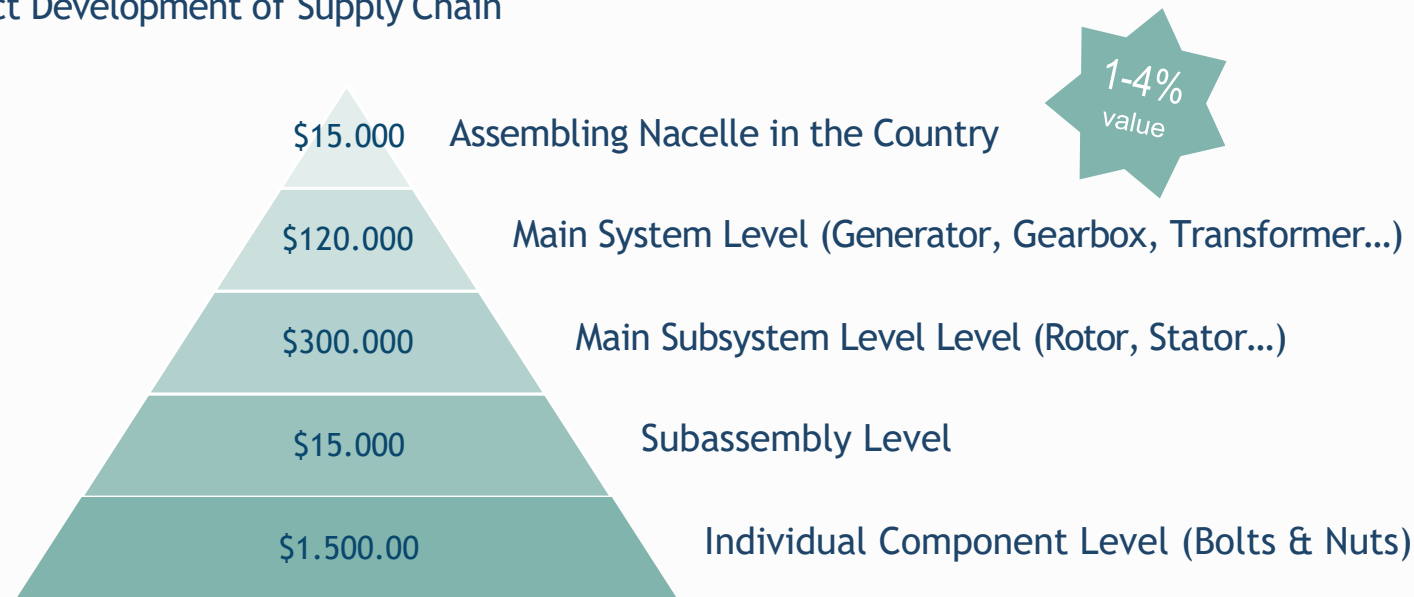 ct Development of Supply Chain
1-4%
value
$15.000 Assembling Nacelle in the Country
$120.000 Main System Level (Generator, Gearbox, Transformer…)
$300.000 Main Subsystem Level Level (Rotor, Stator…)
$15.000 Subassembly Level
$1.500.00 Individual Component Level (Bolts & Nuts)